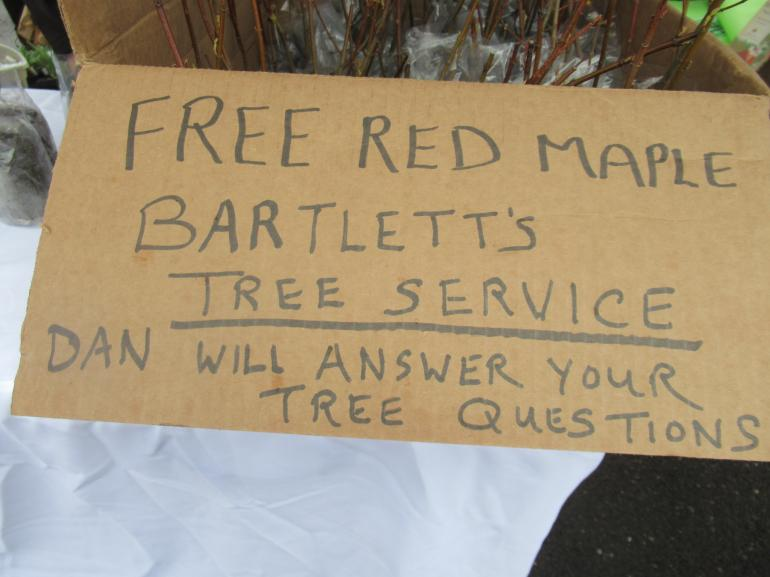 FREE RED MAPLE
BARTLETT'S
TREE SERVICE
DAN WILL ANSWER YOUR
TREE QUESTIONS